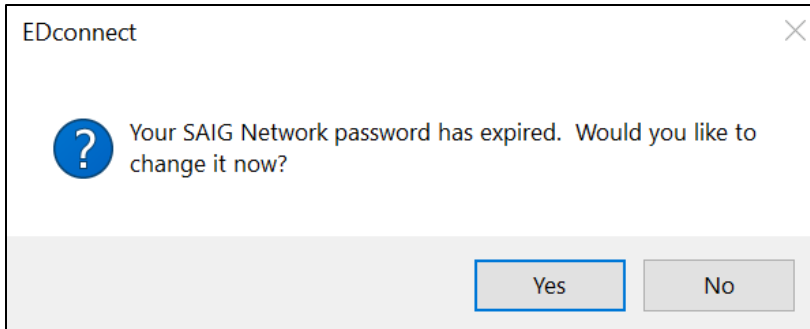 EDconnect
Your SAIG Network password has expired.  Would you like to
change it now?
Yes
No